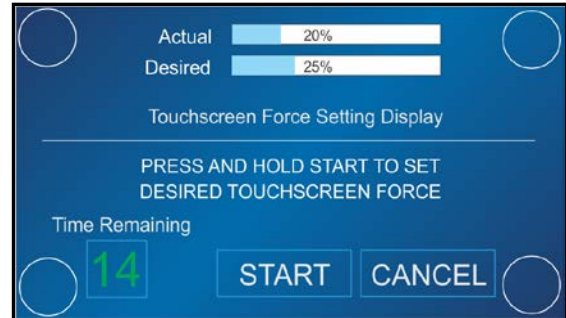 Actual 20%
Desired 25%
Touchscreen Force Setting Display
PRESS AND HOLD START TO SET
DESIRED TOUCHSCREEN FORCE
Time Remaining
14 START CANCEL